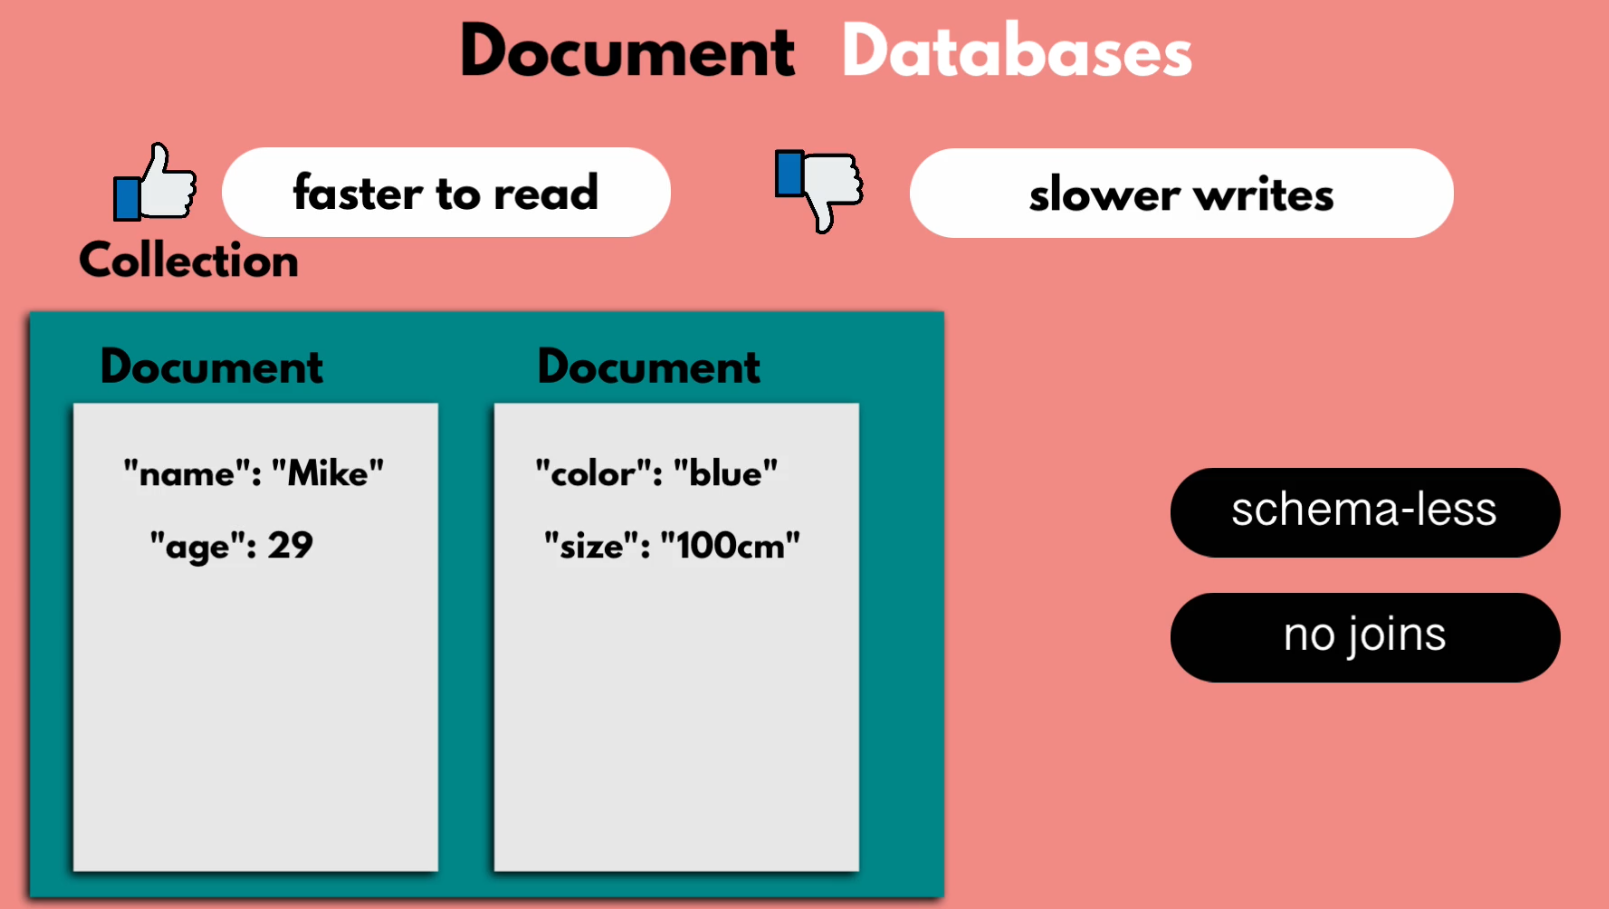 Document Databases
faster to read
slower writes
Collection
Document
"name": "Mike"
"age": 29
Document
"color": "blue"
"size": "100cm"
schema-less
no joins